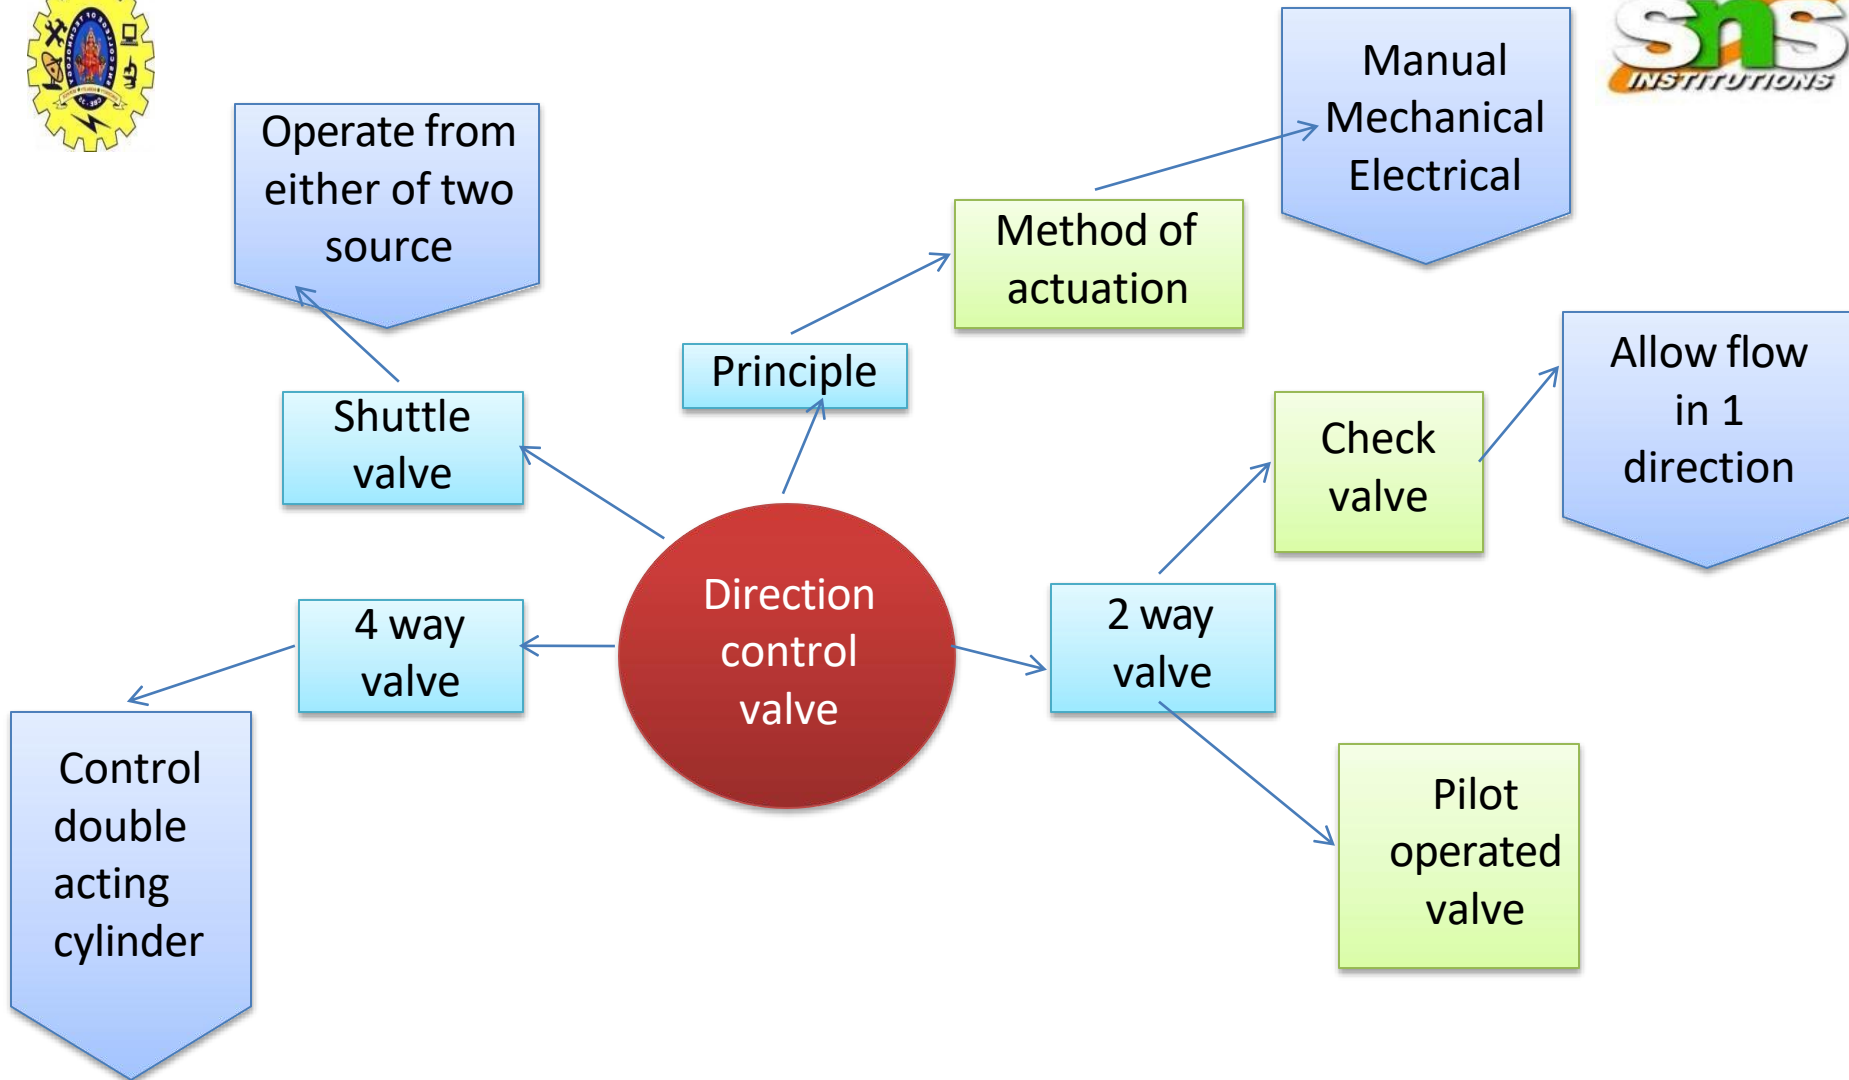 SnS
INSTITUTIONS
Operate from
either of two
source
Manual
Mechanical
Electrical
Method of
actuation
Principle
Shuttle
valve
Allow flow
in 1
direction
Check
valve
Direction
control
valve
4 way
valve
2 way
valve
Control
double
acting
cylinder
Pilot
operated
valve